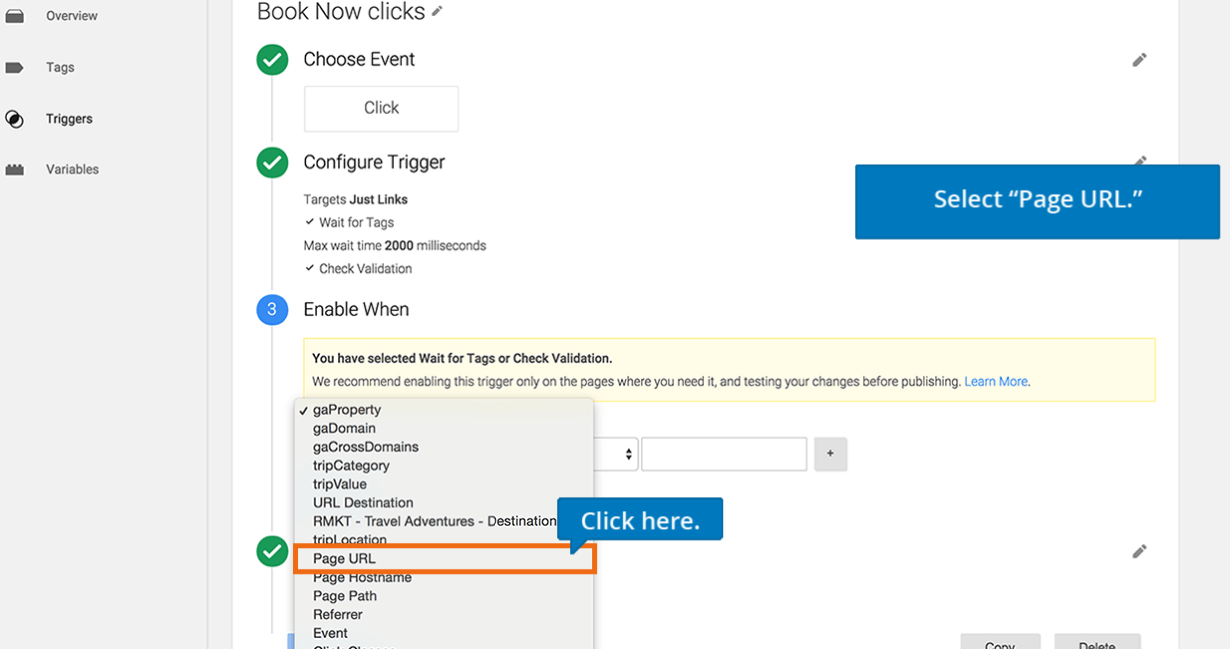 Overview
Tags
Triggers
Variables
Book Now clicks
Choose Event
Click
Configure Trigger
Targets Just Links
✓ Wait for Tags
Max wait time 2000 milliseconds
✓ Check Validation
Select “Page URL.”
3 Enable When
You have selected Wait for Tags or Check Validation.
We recommend enabling this trigger only on the pages where you need it, and testing your changes before publishing. Learn More.
✓ gaProperty
gaDomain
gaCrossDomains
tripCategory
tripValue
URL Destination
RMKT - Travel Adventures - Destination
tripLocation
Page URL
Page Hostname
Page Path
Referrer
Event
+
Click here.
Copy
Delete